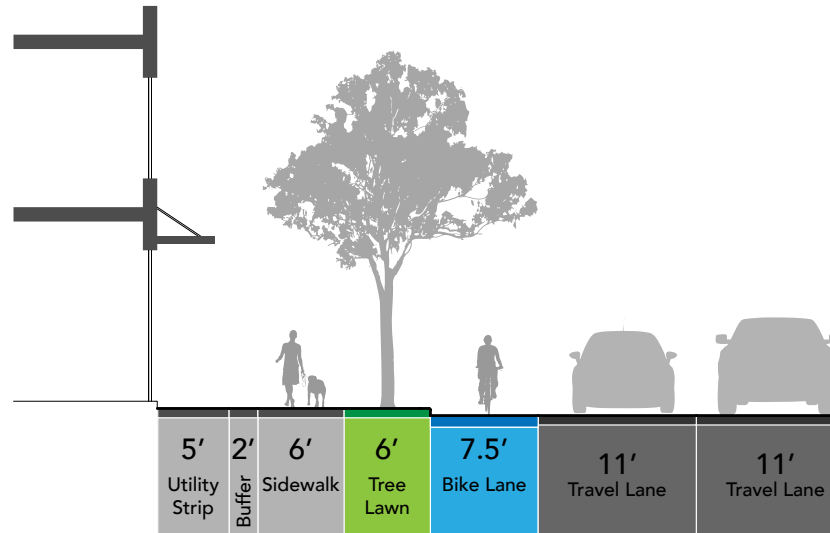 5’
Utility
Strip
2’
Buffer
6’
Sidewalk
6’
Tree
Lawn
7.5’
Bike Lane
11’
Travel Lane
11’
Travel Lane